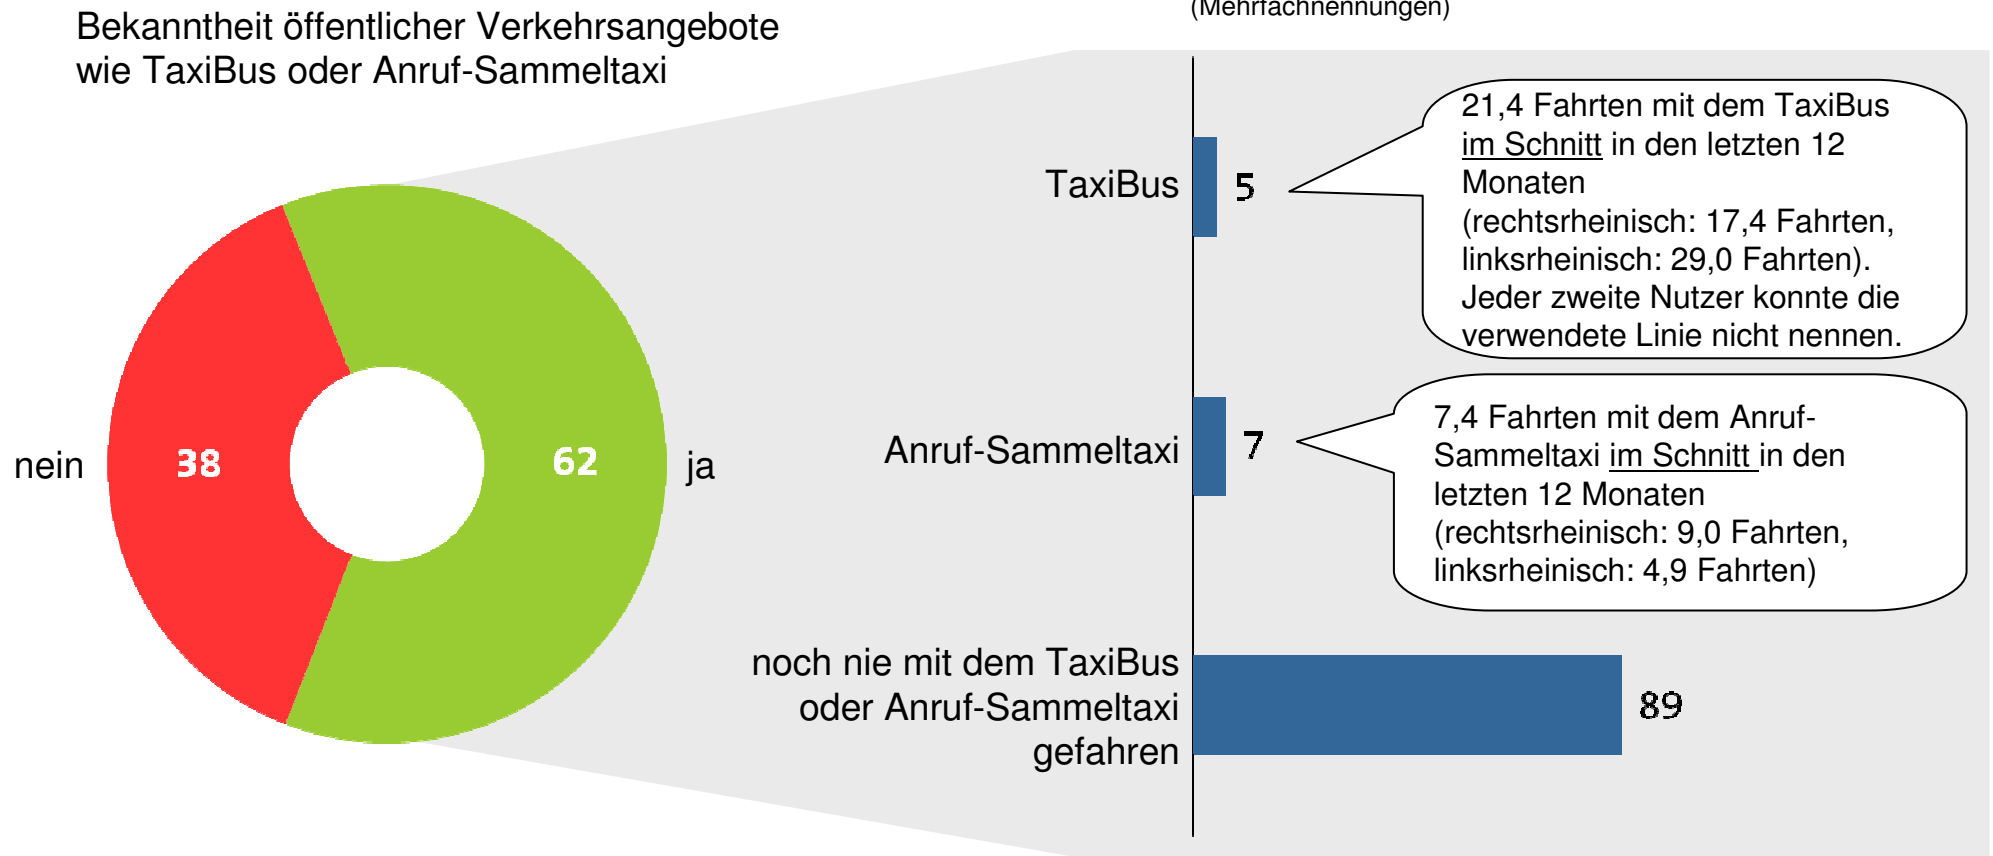 Bekanntheit öffentlicher Verkehrsangebote
wie TaxiBus oder Anruf-Sammeltaxi
(Mehrfachnennungen)
nein
38
62
ja
TaxiBus
5
21,4 Fahrten mit dem TaxiBus
im Schnitt in den letzten 12
Monaten
(rechtsrheinisch: 17,4 Fahrten,
linksrheinisch: 29,0 Fahrten).
Jeder zweite Nutzer konnte die
verwendete Linie nicht nennen.
Anruf-Sammeltaxi
7
7,4 Fahrten mit dem Anruf-
Sammeltaxi im Schnitt in den
letzten 12 Monaten
(rechtsrheinisch: 9,0 Fahrten,
linksrheinisch: 4,9 Fahrten)
noch nie mit dem TaxiBus
oder Anruf-Sammeltaxi
gefahren
89